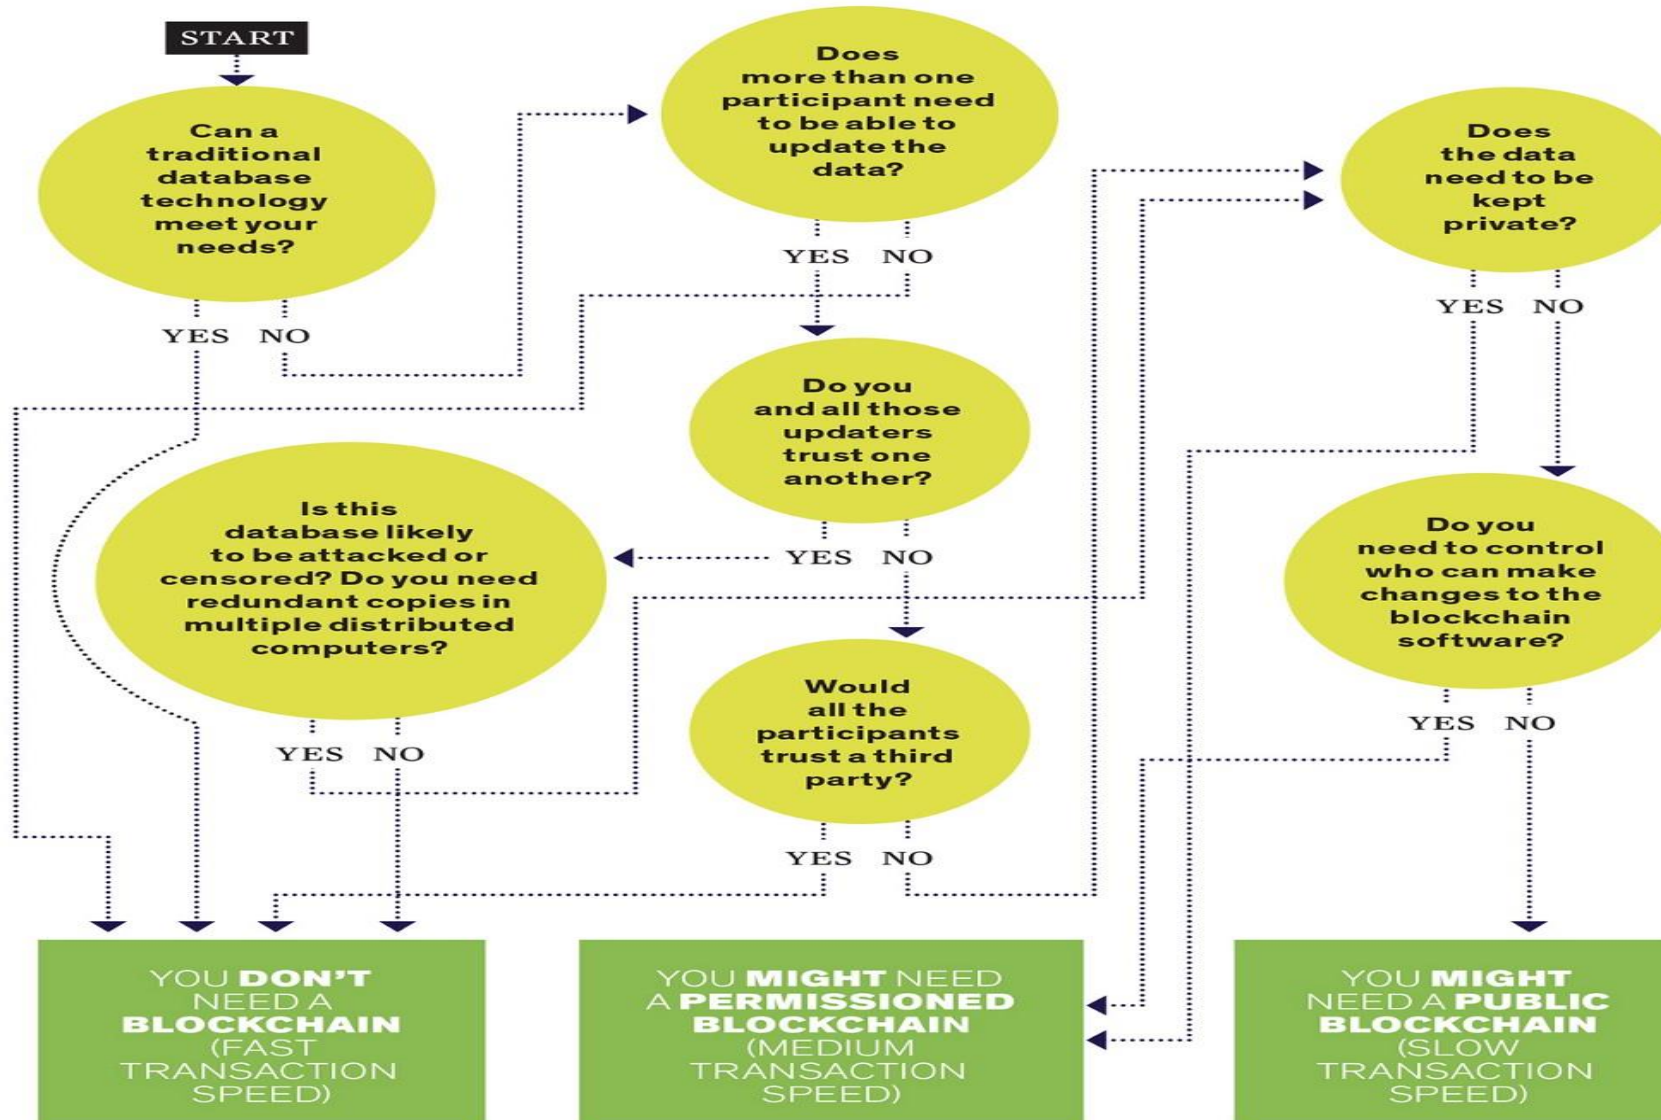 START
Can a
traditional
database
technology
meet your
needs?
YES NO
Does
more than one
participant need
to be able to
update the
data?
YES NO
Does
the data
need to be
kept
private?
YES NO
Do you
and all those
updaters
trust one
another?
YES NO
Is this
database likely
to be attacked or
censored? Do you need
redundant copies in
multiple distributed
computers?
YES NO
Do you
need to control
who can make
changes to the
blockchain
software?
YES NO
Would
all the
participants
trust a third
party?
YES NO
YOU DON'T
NEED A
BLOCKCHAIN
(FAST
TRANSACTION
SPEED)
YOU MIGHT NEED
A PERMISSIONED
BLOCKCHAIN
(MEDIUM
TRANSACTION
SPEED)
YOU MIGHT
NEED A PUBLIC
BLOCKCHAIN
(SLOW
TRANSACTION
SPEED)